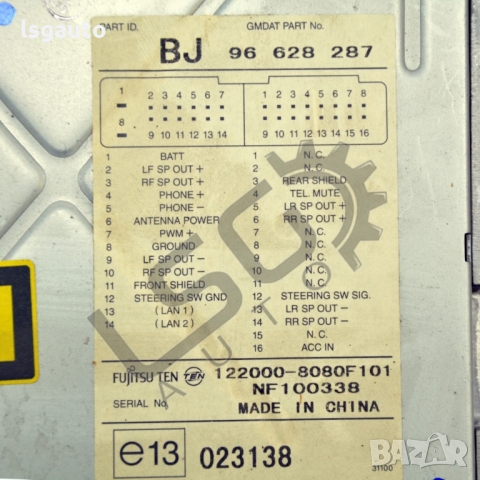 lsgauto
PART ID. GMDAT PART No.
BJ 96 628 287
1 2 3 4 5 6 7 1 2 3 4 5 6 7 8
8 9 10 11 12 13 14 9 10 11 12 13 14 15 16
1 BATT 1 N.C.
2 LF SP OUT + 2 N.C.
3 RF SP OUT + 3 REAR SHIELD
4 PHONE + 4 TEL. MUTE
5 PHONE − 5 LR SP OUT +
6 ANTENNA POWER 6 RR SP OUT +
7 PWM + 7 N.C.
8 GROUND 8 N.C.
9 LF SP OUT − 9 N.C.
10 RF SP OUT − 10 N.C.
11 FRONT SHIELD 11 N.C.
12 STEERING SW GND 12 STEERING SW SIG.
13 (LAN 1) 13 LR SP OUT −
14 (LAN 2) 14 RR SP OUT −
15 N.C.
16 ACC IN
LSG AUTO
FUJITSU TEN TEN 122000-8080F101
NF100338
SERIAL No. MADE IN CHINA
e13 023138
31100
BAZAR